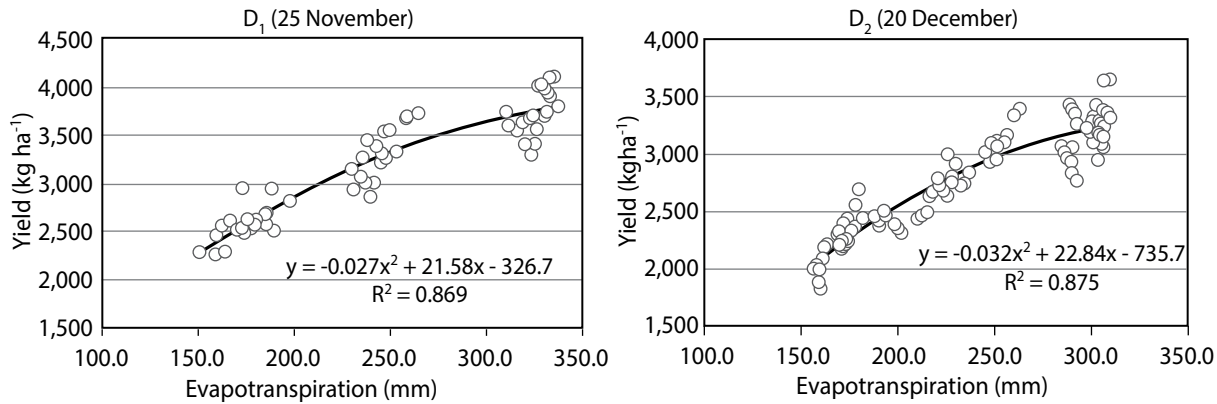 D₁ (25 November)
4,500
4,000
3,500
3,000
2,500
2,000
1,500
Yield (kg ha⁻¹)
y = -0.027x² + 21.58x - 326.7
R² = 0.869
100.0 150.0 200.0 250.0 300.0 350.0
Evapotranspiration (mm)
D₂ (20 December)
4,000
3,500
3,000
2,500
2,000
1,500
Yield (kgha⁻¹)
y = -0.032x² + 22.84x - 735.7
R² = 0.875
100.0 150.0 200.0 250.0 300.0 350.0
Evapotranspiration (mm)